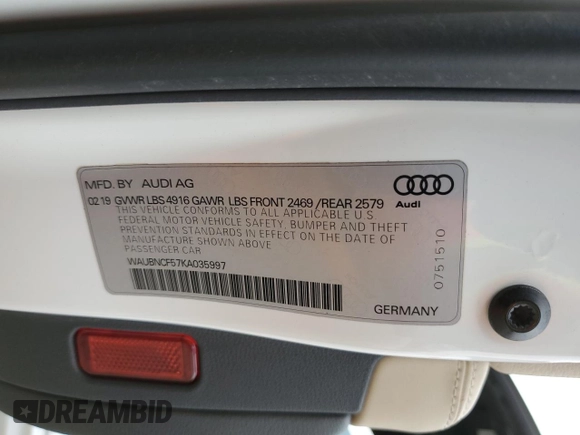 MFD. BY AUDI AG
02 19 GVWR LBS 4916 GAWR LBS FRONT 2469 /REAR 2579
THIS VEHICLE CONFORMS TO ALL APPLICABLE U.S
FEDERAL MOTOR VEHICLE SAFETY, BUMPER AND THEFT
PREVENTION STANDARDS IN EFFECT ON THE DATE OF
MANUFACTURE SHOWN ABOVE
PASSENGER CAR
WAUBNCF57KA035997
Audi
0751510
GERMANY
DREAMBID